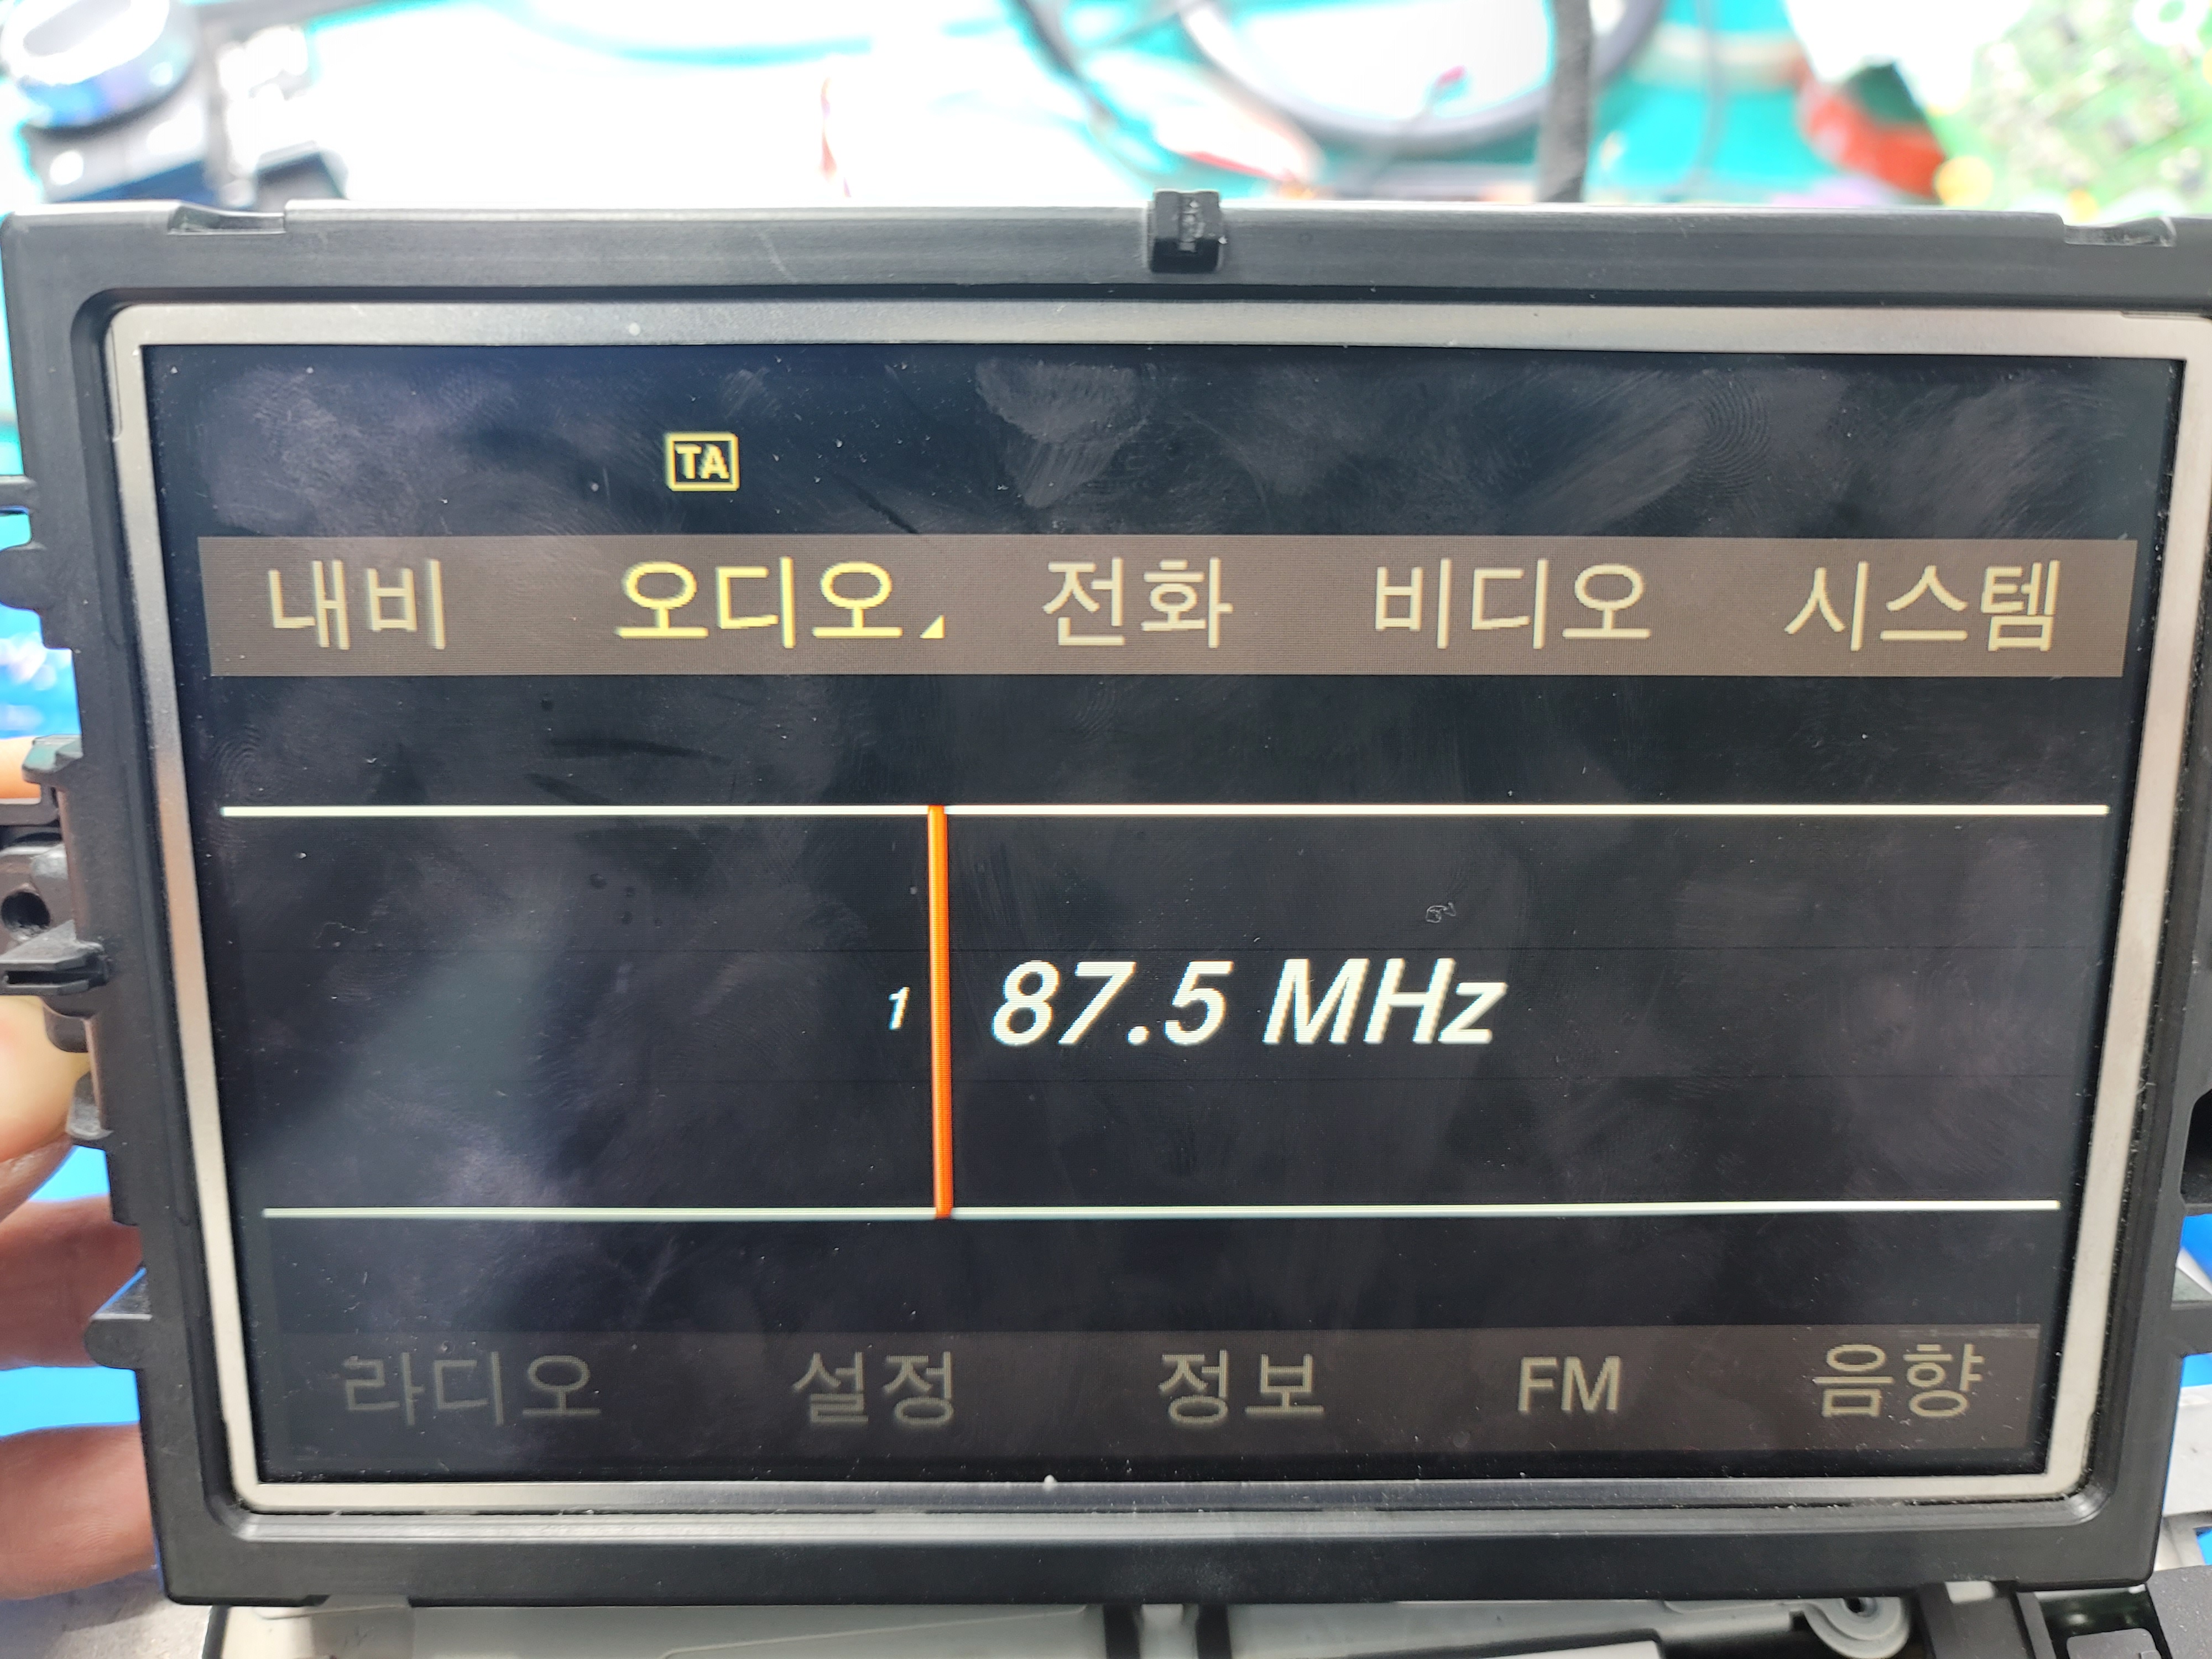 TA
내비 오디오 전화 비디오 시스템
1 87.5 MHz
라디오 설정 정보 FM 음향